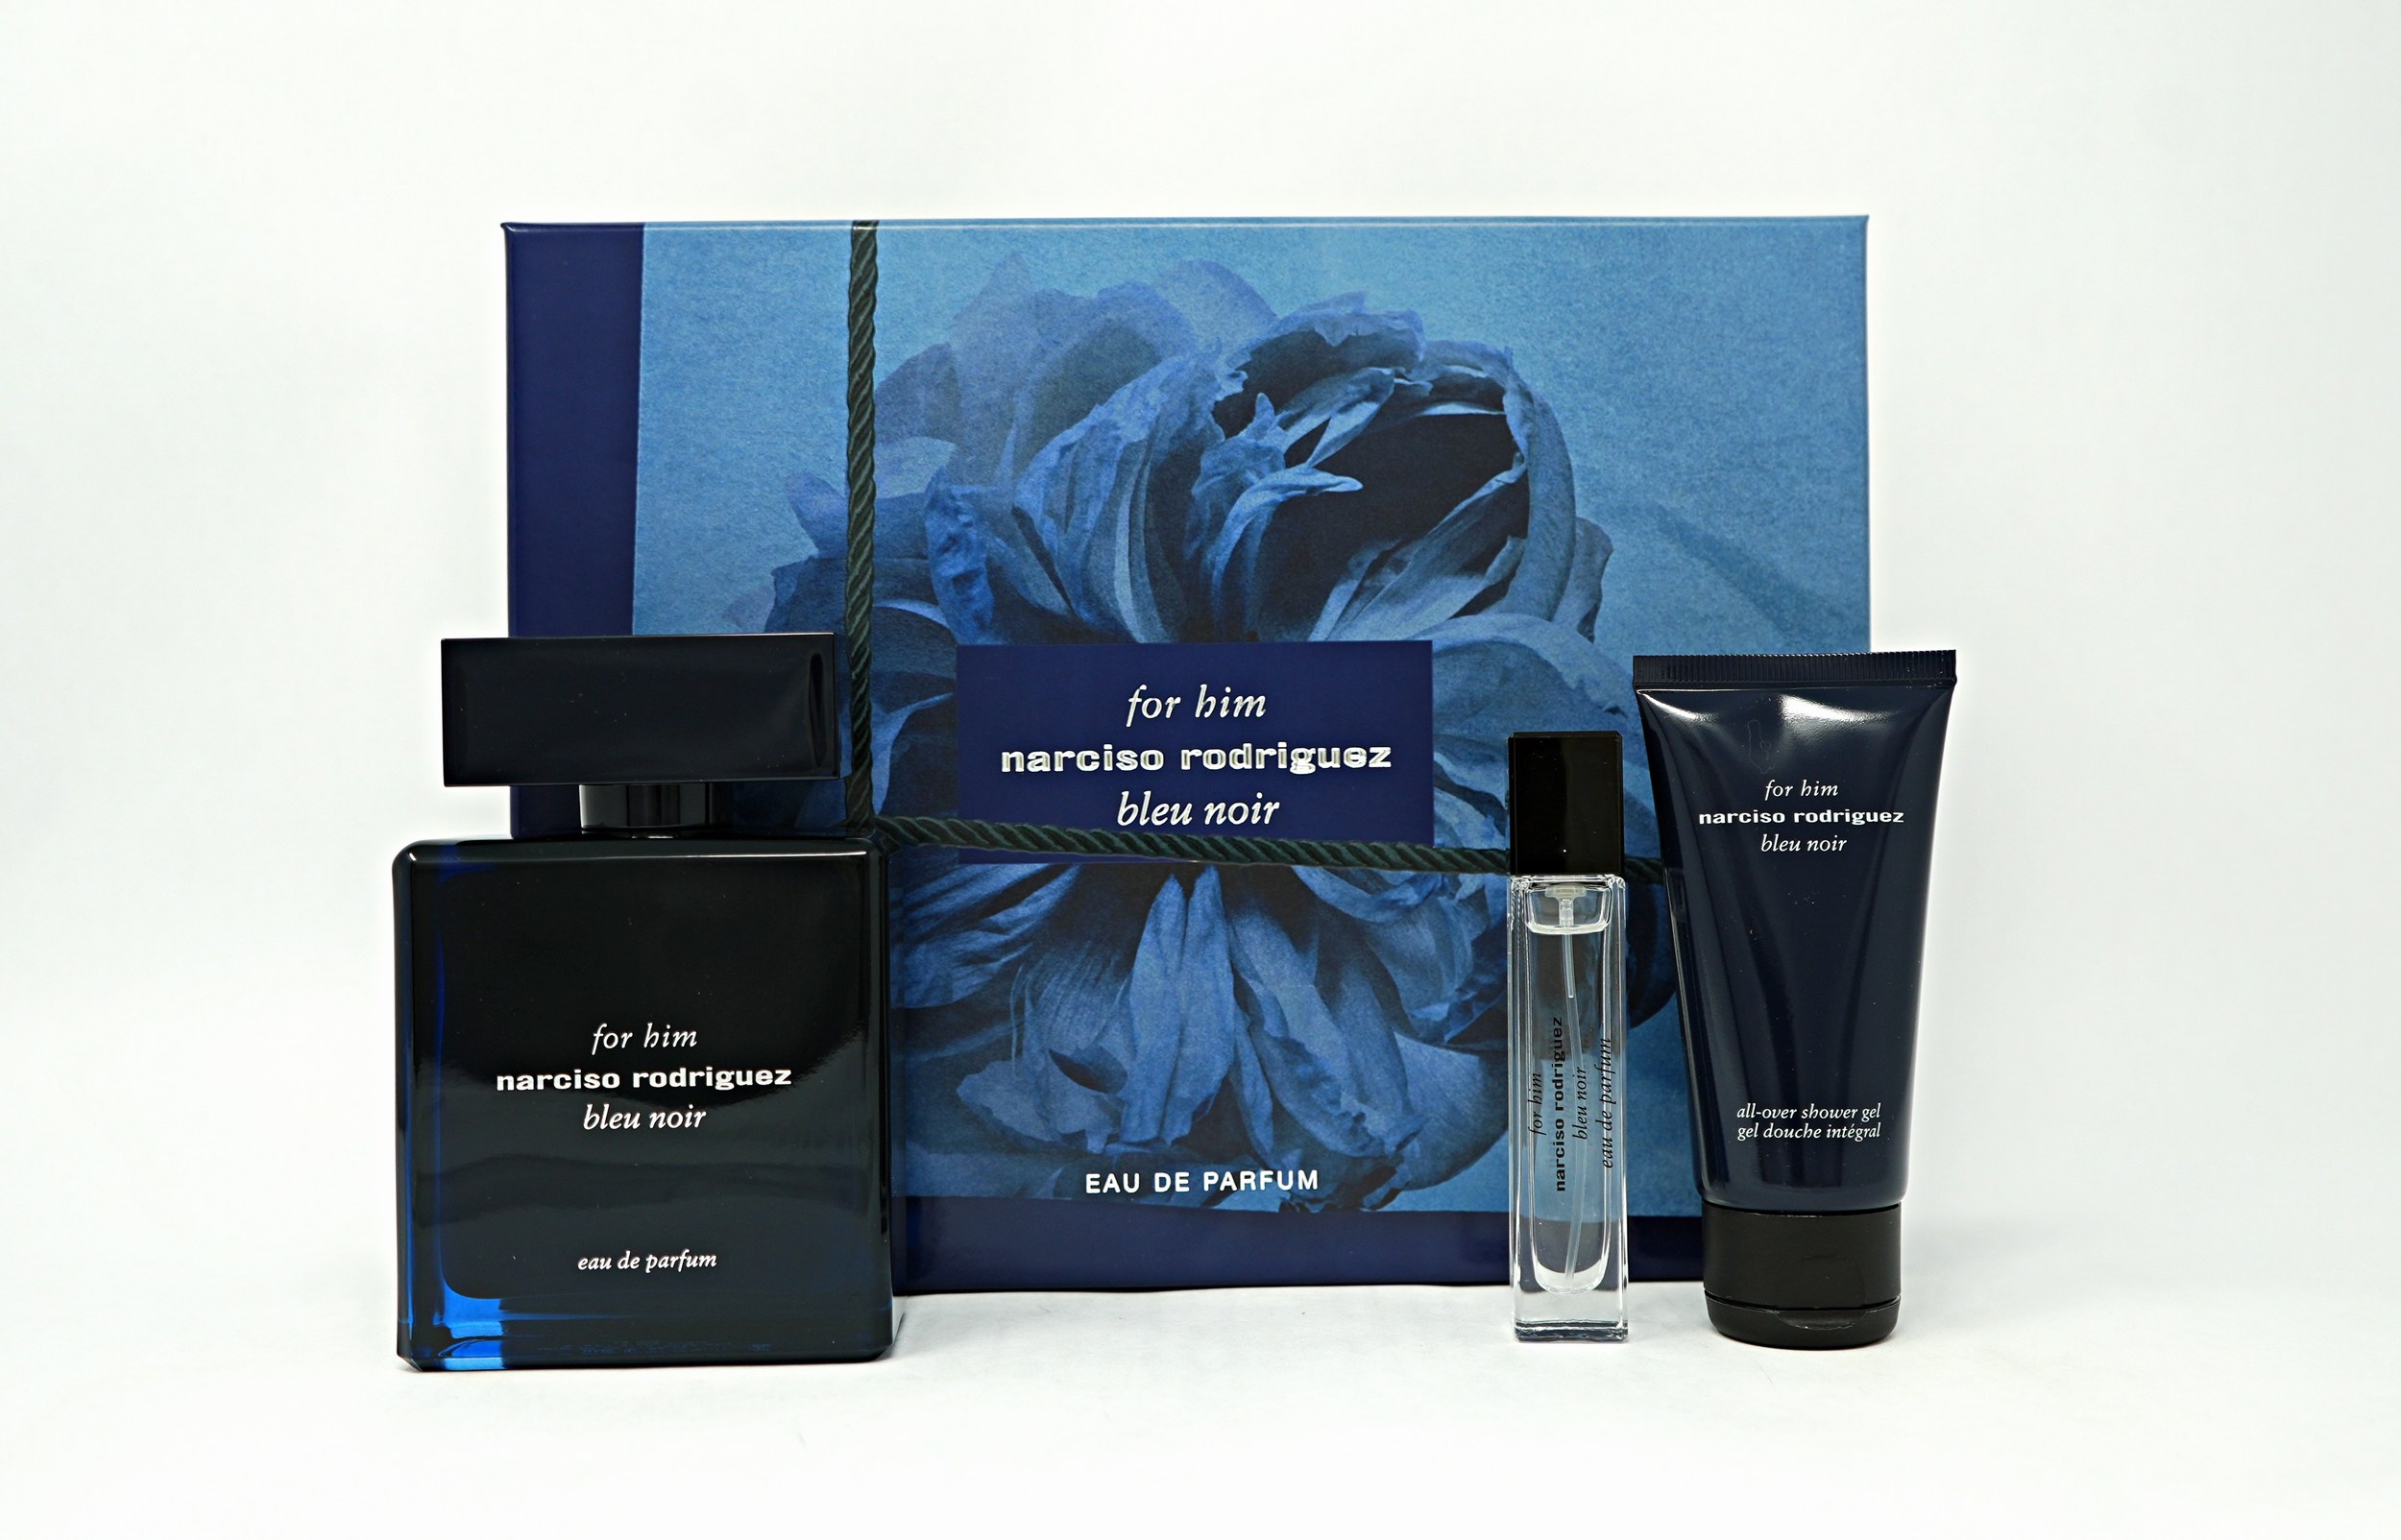 for him
narciso rodriguez
bleu noir
EAU DE PARFUM
for him
narciso rodriguez
bleu noir
eau de parfum
for him
narciso rodriguez
bleu noir
eau de parfum
for him
narciso rodriguez
bleu noir
all-over shower gel
gel douche intégral